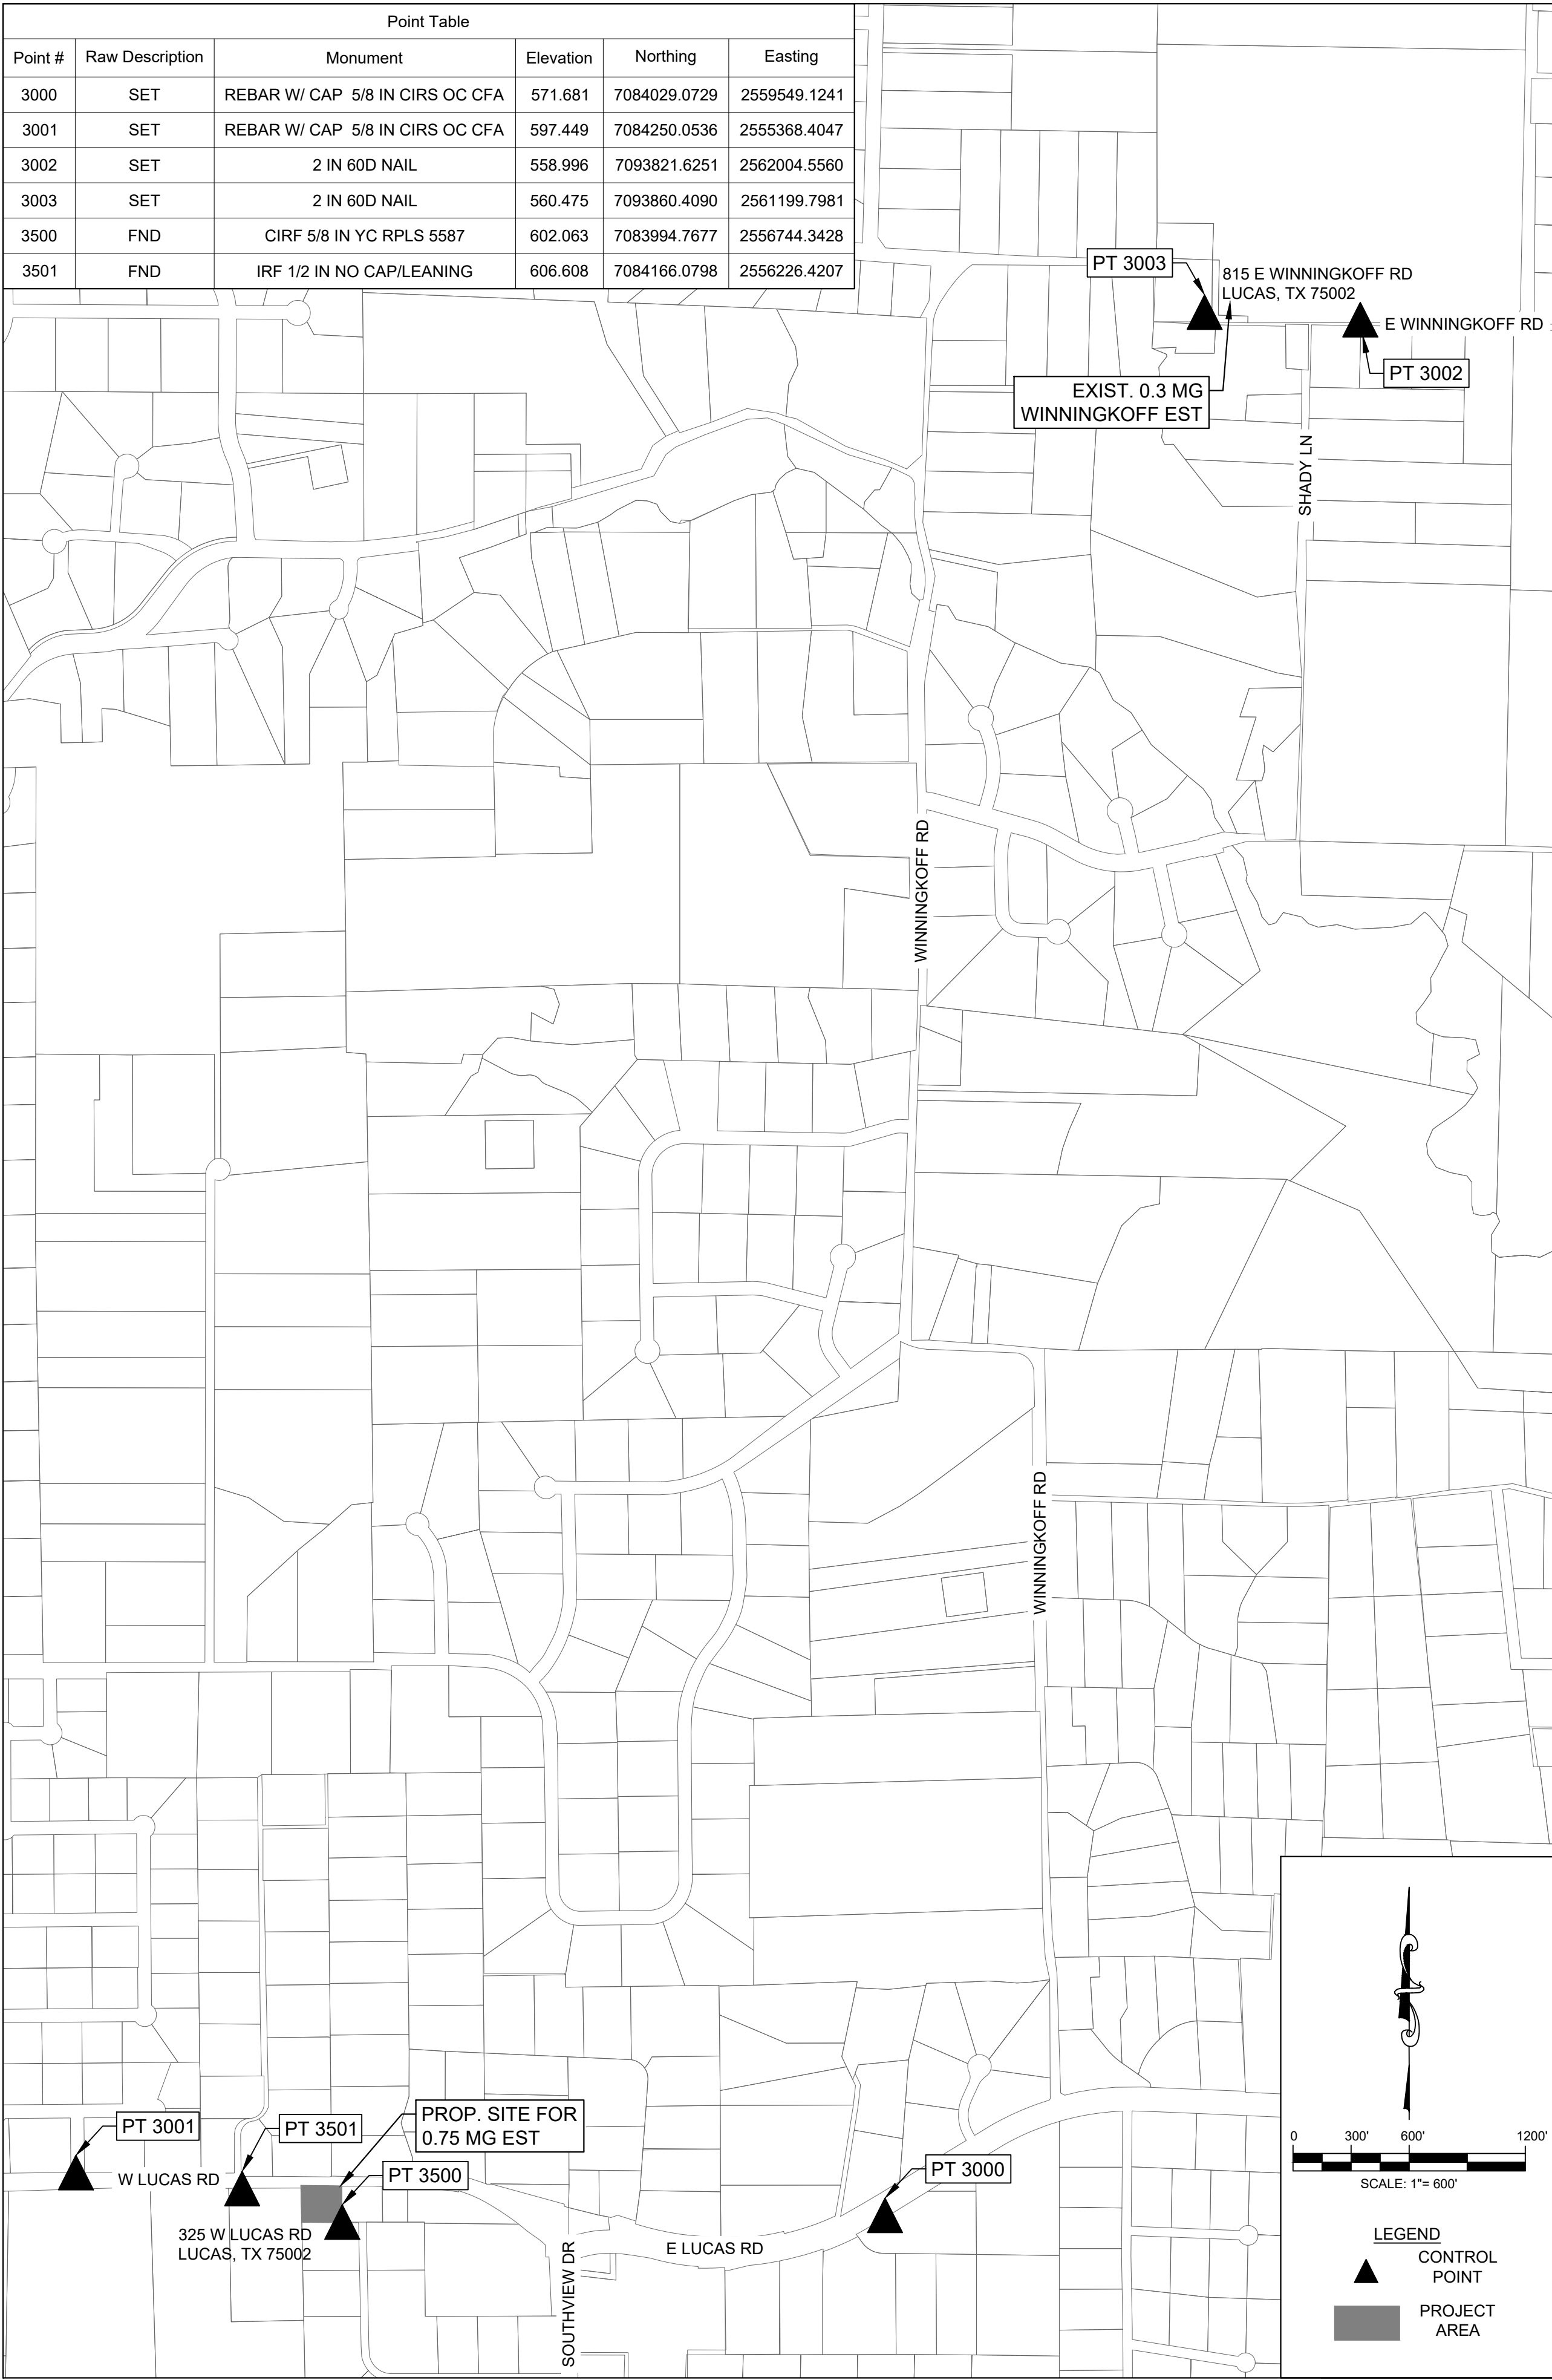 Point Table
Point # Raw Description Monument Elevation Northing Easting
3000 SET REBAR W/ CAP 5/8 IN CIRS OC CFA 571.681 7084029.0729 2559549.1241
3001 SET REBAR W/ CAP 5/8 IN CIRS OC CFA 597.449 7084250.0536 2555368.4047
3002 SET 2 IN 60D NAIL 558.996 7093821.6251 2562004.5560
3003 SET 2 IN 60D NAIL 560.475 7093860.4090 2561199.7981
3500 FND CIRF 5/8 IN YC RPLS 5587 602.063 7083994.7677 2556744.3428
3501 FND IRF 1/2 IN NO CAP/LEANING 606.608 7084166.0798 2556226.4207
PT 3003
815 E WINNINGKOFF RD
LUCAS, TX 75002
E WINNINGKOFF RD
PT 3002
EXIST. 0.3 MG
WINNINGKOFF EST
SHADY LN
WINNINGKOFF RD
WINNINGKOFF RD
PT 3001
PT 3501
PROP. SITE FOR
0.75 MG EST
PT 3500
W LUCAS RD
325 W LUCAS RD
LUCAS, TX 75002
SOUTHVIEW DR
E LUCAS RD
PT 3000
0 300' 600' 1200'
SCALE: 1"= 600'
LEGEND
CONTROL
POINT
PROJECT
AREA